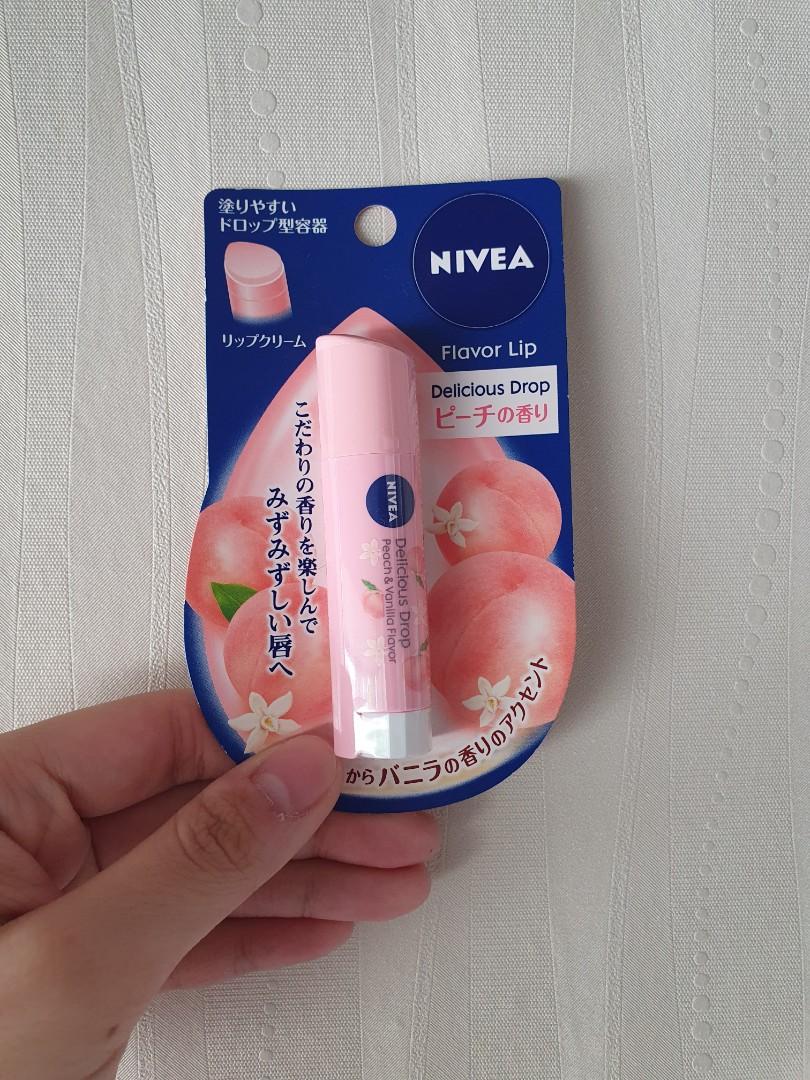 塗りやすい
ドロップ型容器
リップクリーム
NIVEA
Flavor Lip
Delicious Drop
ピーチの香り
こだわりの香りを楽しんで
みずみずしい唇へ
NIVEA
Delicious Drop
Peach & Vanilla Flavor
からバニラの香りのアクセント